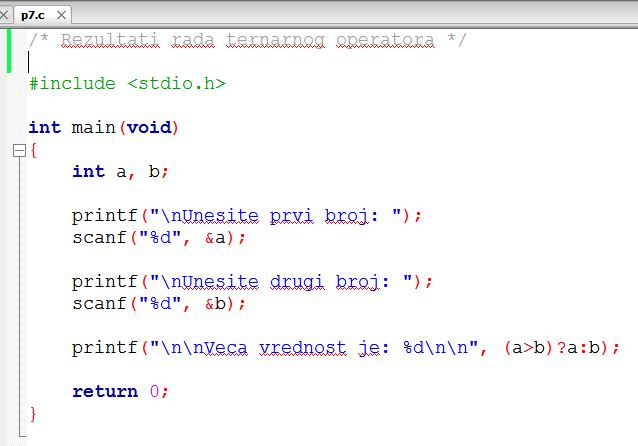 p7.c X
/* Rezultati rada ternarnog operatora */
#include <stdio.h>
int main(void)
{
int a, b;
printf("\nUnesite prvi broj: ");
scanf("%d", &a);
printf("\nUnesite drugi broj: ");
scanf("%d", &b);
printf("\n\nVeca vrednost je: %d\n\n", (a>b)?a:b);
return 0;
}